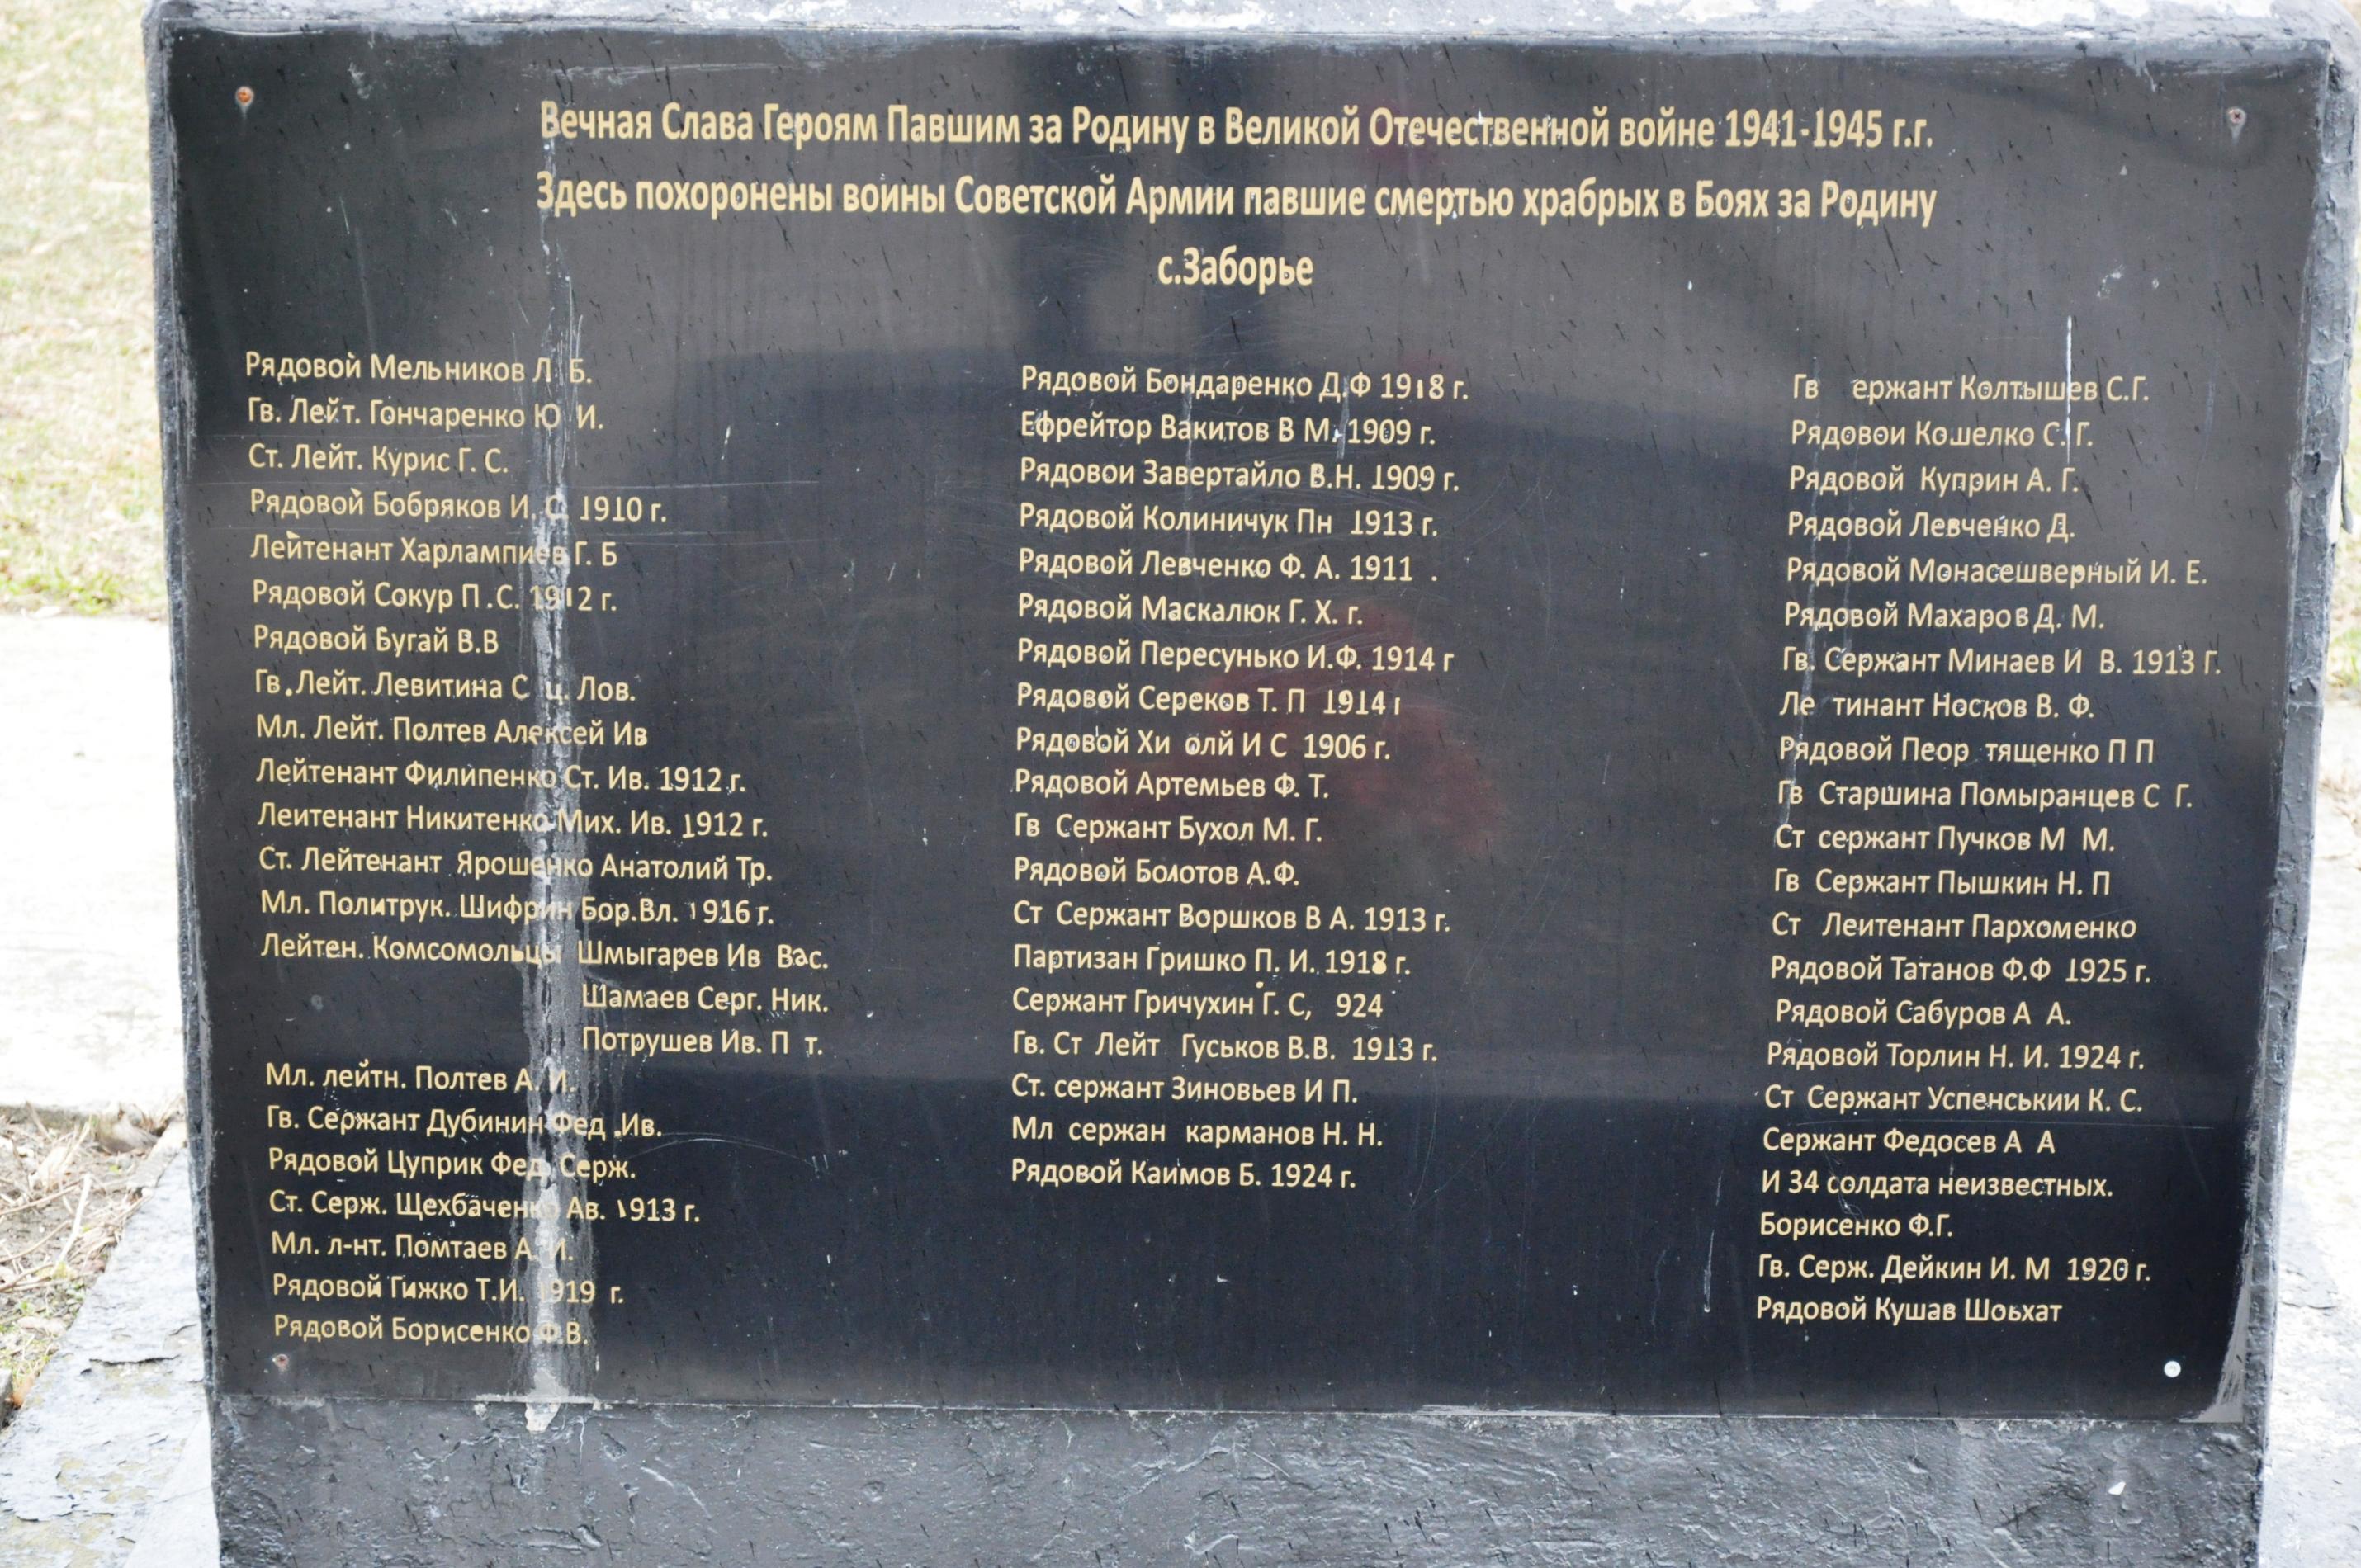 Вечная Слава Героям Павшим за Родину в Великой Отечественной войне 1941-1945 г.г.
Здесь похоронены воины Советской Армии павшие смертью храбрых в Боях за Родину
с.Заборье
Рядовой Мельников Л Б.
Гв. Лейт. Гончаренко Ю И.
Ст. Лейт. Курис Г. С.
Рядовой Бобряков И. С. 1910 г.
Лейтенант Харлампиев Г. Б
Рядовой Сокур П .С. 1912 г.
Рядовой Бугай В.В
Гв. Лейт. Левитина С ц. Лов.
Мл. Лейт. Полтев Алексей Ив
Лейтенант Филипенко Ст. Ив. 1912 г.
Леитенант Никитенко Мих. Ив. 1912 г.
Ст. Лейтенант Ярошенко Анатолий Тр.
Мл. Политрук. Шифрин Бор.Вл. 1916 г.
Лейтен. Комсомольцы Шмыгарев Ив Вас.
Шамаев Серг. Ник.
Потрушев Ив. П т.
Мл. лейтн. Полтев А. И.
Гв. Сержант Дубинин Фед .Ив.
Рядовой Цуприк Фед. Серж.
Ст. Серж. Щехбаченко Ав. 1913 г.
Мл. л-нт. Помтаев А. И.
Рядовой Гижко Т.И. 1919 г.
Рядовой Борисенко Ф.В.
Рядовой Бондаренко Д.Ф 1918 г.
Ефрейтор Вакитов В М. 1909 г.
Рядовои Завертайло В.Н. 1909 г.
Рядовой Колиничук Пн 1913 г.
Рядовой Левченко Ф. А. 1911 .
Рядовой Маскалюк Г. Х. г.
Рядовой Пересунько И.Ф. 1914 г
Рядовой Сереков Т. П 1914 г
Рядовой Хи олй И С 1906 г.
Рядовой Артемьев Ф. Т.
Гв Сержант Бухол М. Г.
Рядовой Болотов А.Ф.
Ст Сержант Воршков В А. 1913 г.
Партизан Гришко П. И. 1918 г.
Сержант Гричухин Г. С, 924
Гв. Ст Лейт Гуськов В.В. 1913 г.
Ст. сержант Зиновьев И П.
Мл сержан карманов Н. Н.
Рядовой Каимов Б. 1924 г.
Гв ержант Колтышев С.Г.
Рядовои Кошелко С. Г.
Рядовой Куприн А. Г.
Рядовой Левченко Д.
Рядовой Монасешверный И. Е.
Рядовой Махаров Д. М.
Гв. Сержант Минаев И В. 1913 Г.
Ле тинант Носков В. Ф.
Рядовой Пеор тященко П П
Гв Старшина Помыранцев С Г.
Ст сержант Пучков М М.
Гв Сержант Пышкин Н. П
Ст Леитенант Пархоменко
Рядовой Татанов Ф.Ф 1925 г.
Рядовой Сабуров А А.
Рядовой Торлин Н. И. 1924 г.
Ст Сержант Успенськии К. С.
Сержант Федосев А А
И 34 солдата неизвестных.
Борисенко Ф.Г.
Гв. Серж. Дейкин И. М 1920 г.
Рядовой Кушав Шоьхат